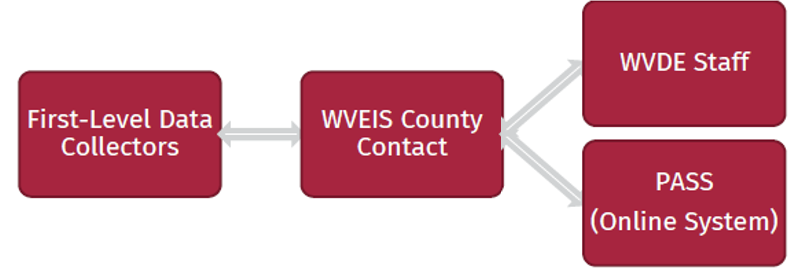 First-Level Data
Collectors
WVEIS County
Contact
WVDE Staff
PASS
(Online System)